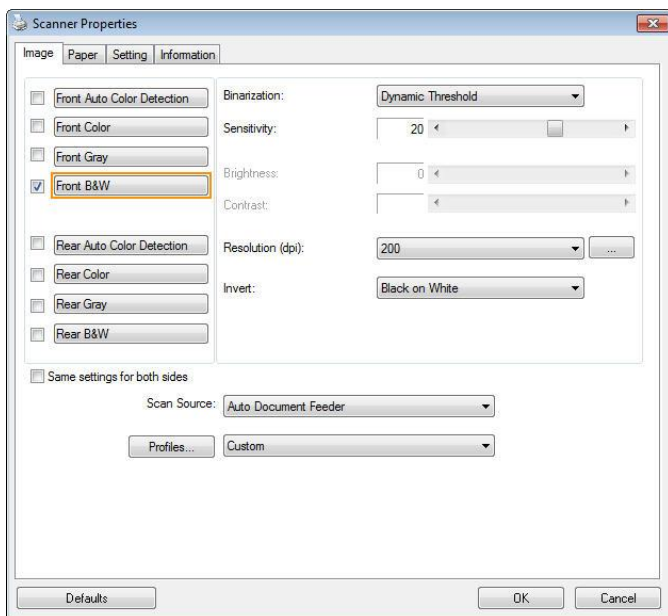 Scanner Properties
Image Paper Setting Information
Front Auto Color Detection
Front Color
Front Gray
Front B&W
Rear Auto Color Detection
Rear Color
Rear Gray
Rear B&W
Binarization: Dynamic Threshold
Sensitivity: 20
Brightness: 0
Contrast:
Resolution (dpi): 200 ...
Invert: Black on White
Same settings for both sides
Scan Source: Auto Document Feeder
Profiles... Custom
Defaults OK Cancel